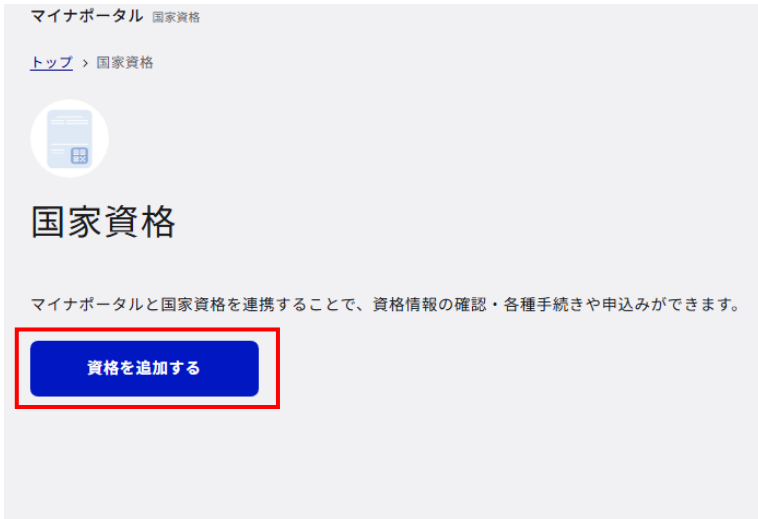 マイナポータル 国家資格
トップ > 国家資格
国家資格
マイナポータルと国家資格を連携することで、資格情報の確認・各種手続きや申込みができます。
資格を追加する